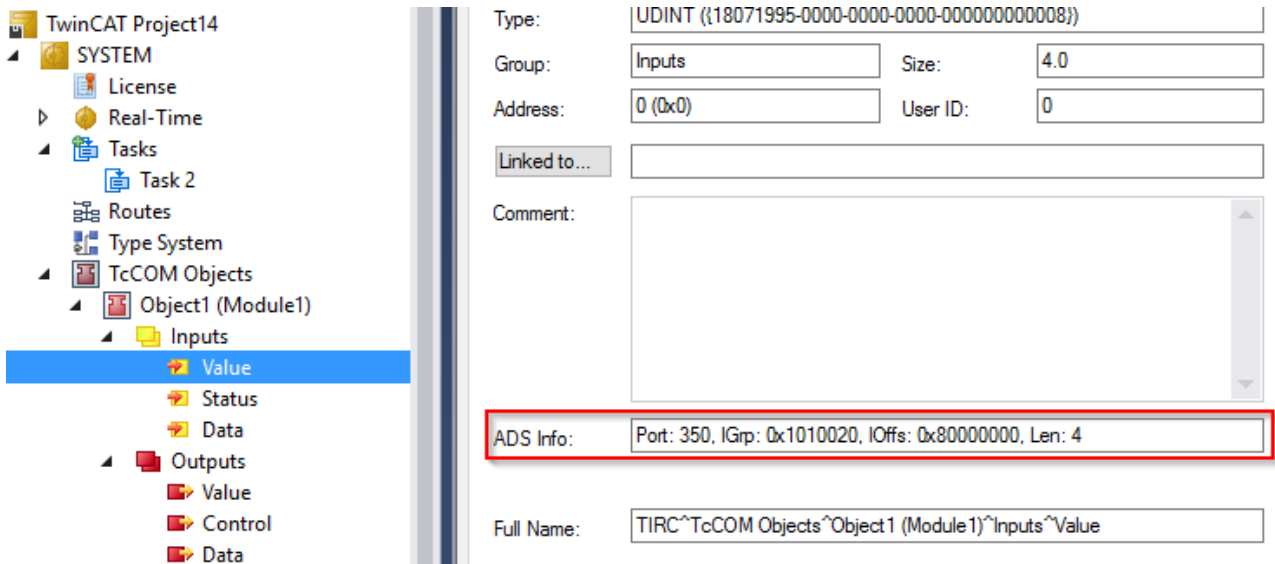 TwinCAT Project14
SYSTEM
License
Real-Time
Tasks
Task 2
Routes
Type System
TcCOM Objects
Object1 (Module1)
Inputs
Value
Status
Data
Outputs
Value
Control
Data
Type: UDINT ({18071995-0000-0000-0000-000000000008})
Group: Inputs Size: 4.0
Address: 0 (0x0) User ID: 0
Linked to...
Comment:
ADS Info: Port: 350, IGrp: 0x1010020, IOffs: 0x80000000, Len: 4
Full Name: TIRC^TcCOM Objects^Object1 (Module1)^Inputs^Value